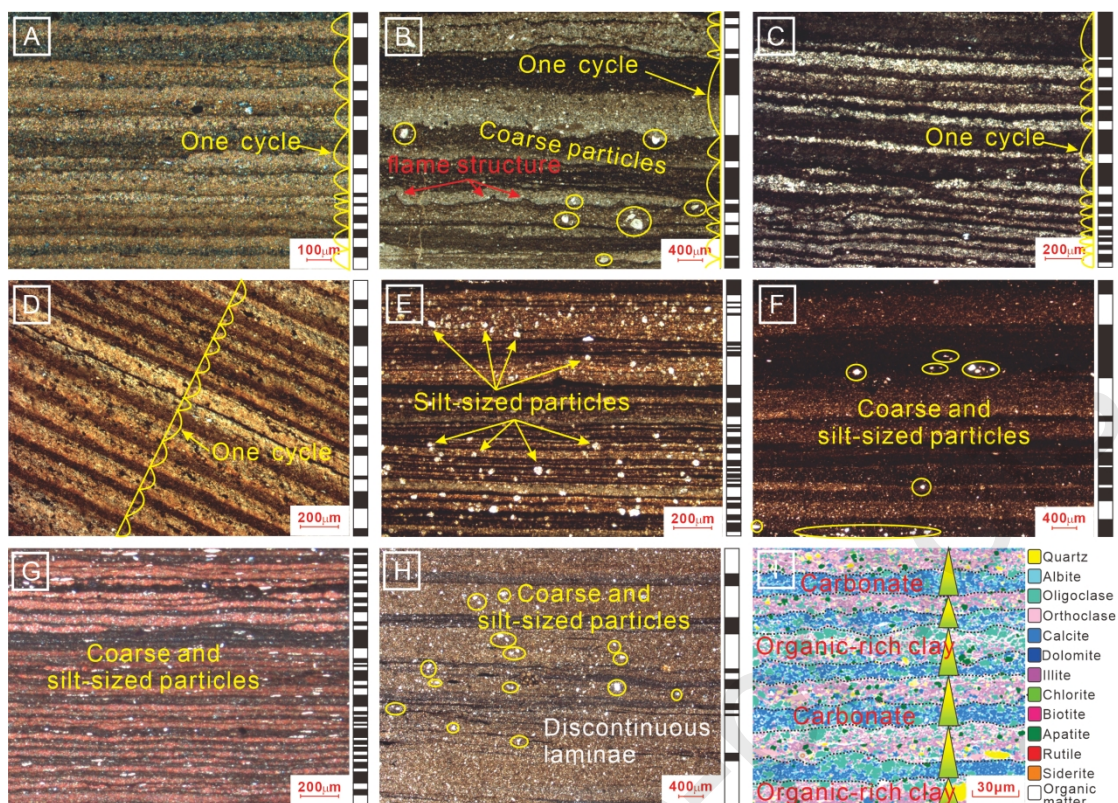 A
One cycle
100μm
B
One cycle
Coarse particles
flame structure
400μm
C
One cycle
200μm
D
One cycle
200μm
E
Silt-sized particles
200μm
F
Coarse and
silt-sized particles
400μm
G
Coarse and
silt-sized particles
200μm
H
Coarse and
silt-sized particles
Discontinuous
laminae
400μm
Carbonate
Organic-rich clay
Carbonate
Organic-rich clay
30μm
Quartz
Albite
Oligoclase
Orthoclase
Calcite
Dolomite
Illite
Chlorite
Biotite
Apatite
Rutile
Siderite
Organic
matter